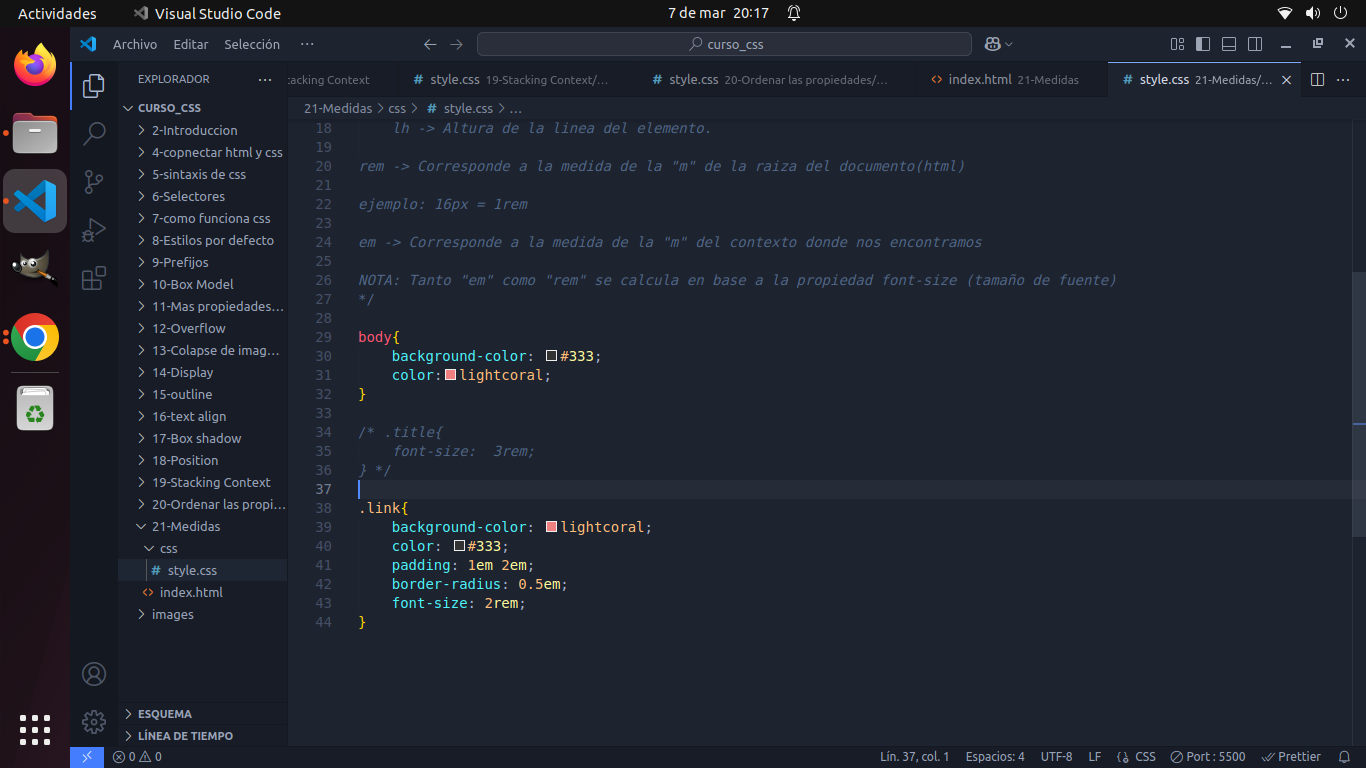 Actividades
Visual Studio Code
7 de mar 20:17
Archivo Editar Selección ···
curso_css
EXPLORADOR ···
tacking Context
# style.css 19-Stacking Context/...
# style.css 20-Ordenar las propiedades/...
<> index.html 21-Medidas
# style.css 21-Medidas/...
21-Medidas > css > # style.css > ...
CURSO_CSS
2-Introduccion
4-copnectar html y css
5-sintaxis de css
6-Selectores
7-como funciona css
8-Estilos por defecto
9-Prefijos
10-Box Model
11-Mas propiedades...
12-Overflow
13-Colapse de imag...
14-Display
15-outline
16-text align
17-Box shadow
18-Position
19-Stacking Context
20-Ordenar las propi...
21-Medidas
css
# style.css
<> index.html
images
ESQUEMA
LÍNEA DE TIEMPO
18 lh -> Altura de la linea del elemento.
19
20 rem -> Corresponde a la medida de la "m" de la raiza del documento(html)
21
22 ejemplo: 16px = 1rem
23
24 em -> Corresponde a la medida de la "m" del contexto donde nos encontramos
25
26 NOTA: Tanto "em" como "rem" se calcula en base a la propiedad font-size (tamaño de fuente)
27 */
28
29 body{
30 background-color: #333;
31 color: lightcoral;
32 }
33
34 /* .title{
35 font-size:  3rem;
36 } */
37
38 .link{
39 background-color: lightcoral;
40 color: #333;
41 padding: 1em 2em;
42 border-radius: 0.5em;
43 font-size: 2rem;
44 }
0 0
Lín. 37, col. 1
Espacios: 4
UTF-8
LF
{} CSS
Port : 5500
Prettier